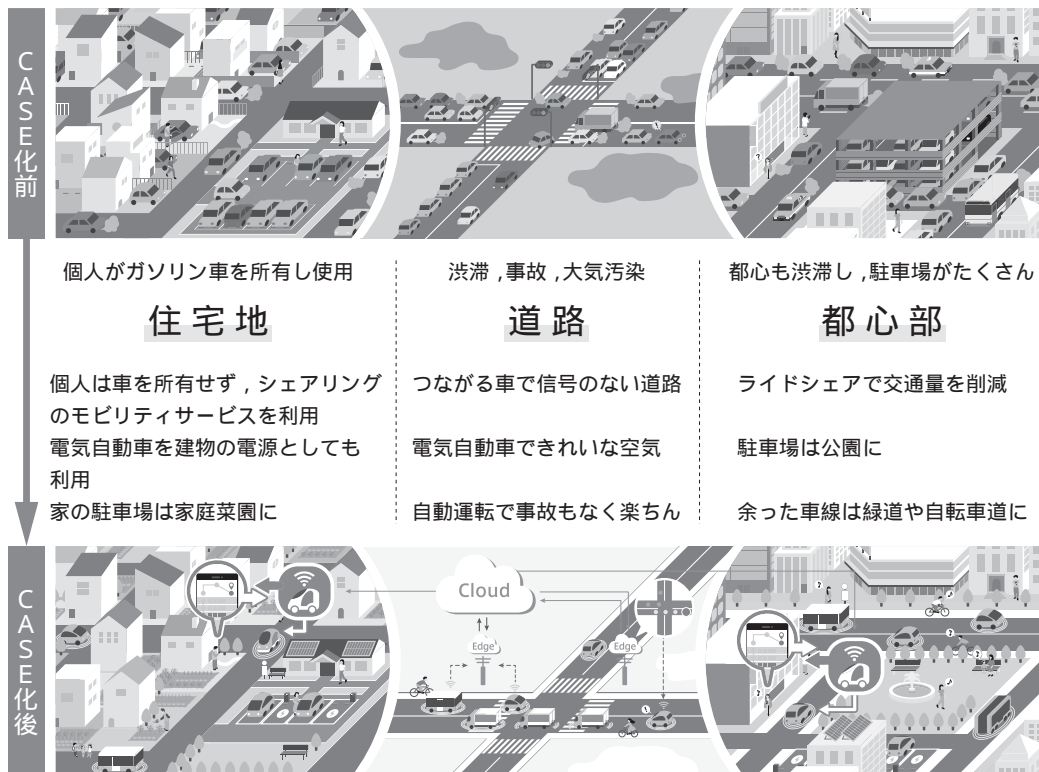 CASE化前
個人がガソリン車を所有し使用
住宅地
個人は車を所有せず，シェアリング
のモビリティサービスを利用
電気自動車を建物の電源としても
利用
家の駐車場は家庭菜園に
渋滞，事故，大気汚染
道路
つながる車で信号のない道路
電気自動車できれいな空気
自動運転で事故もなく楽ちん
都心も渋滞し，駐車場がたくさん
都心部
ライドシェアで交通量を削減
駐車場は公園に
余った車線は緑道や自転車道に
CASE化後
Cloud
Edge
Edge